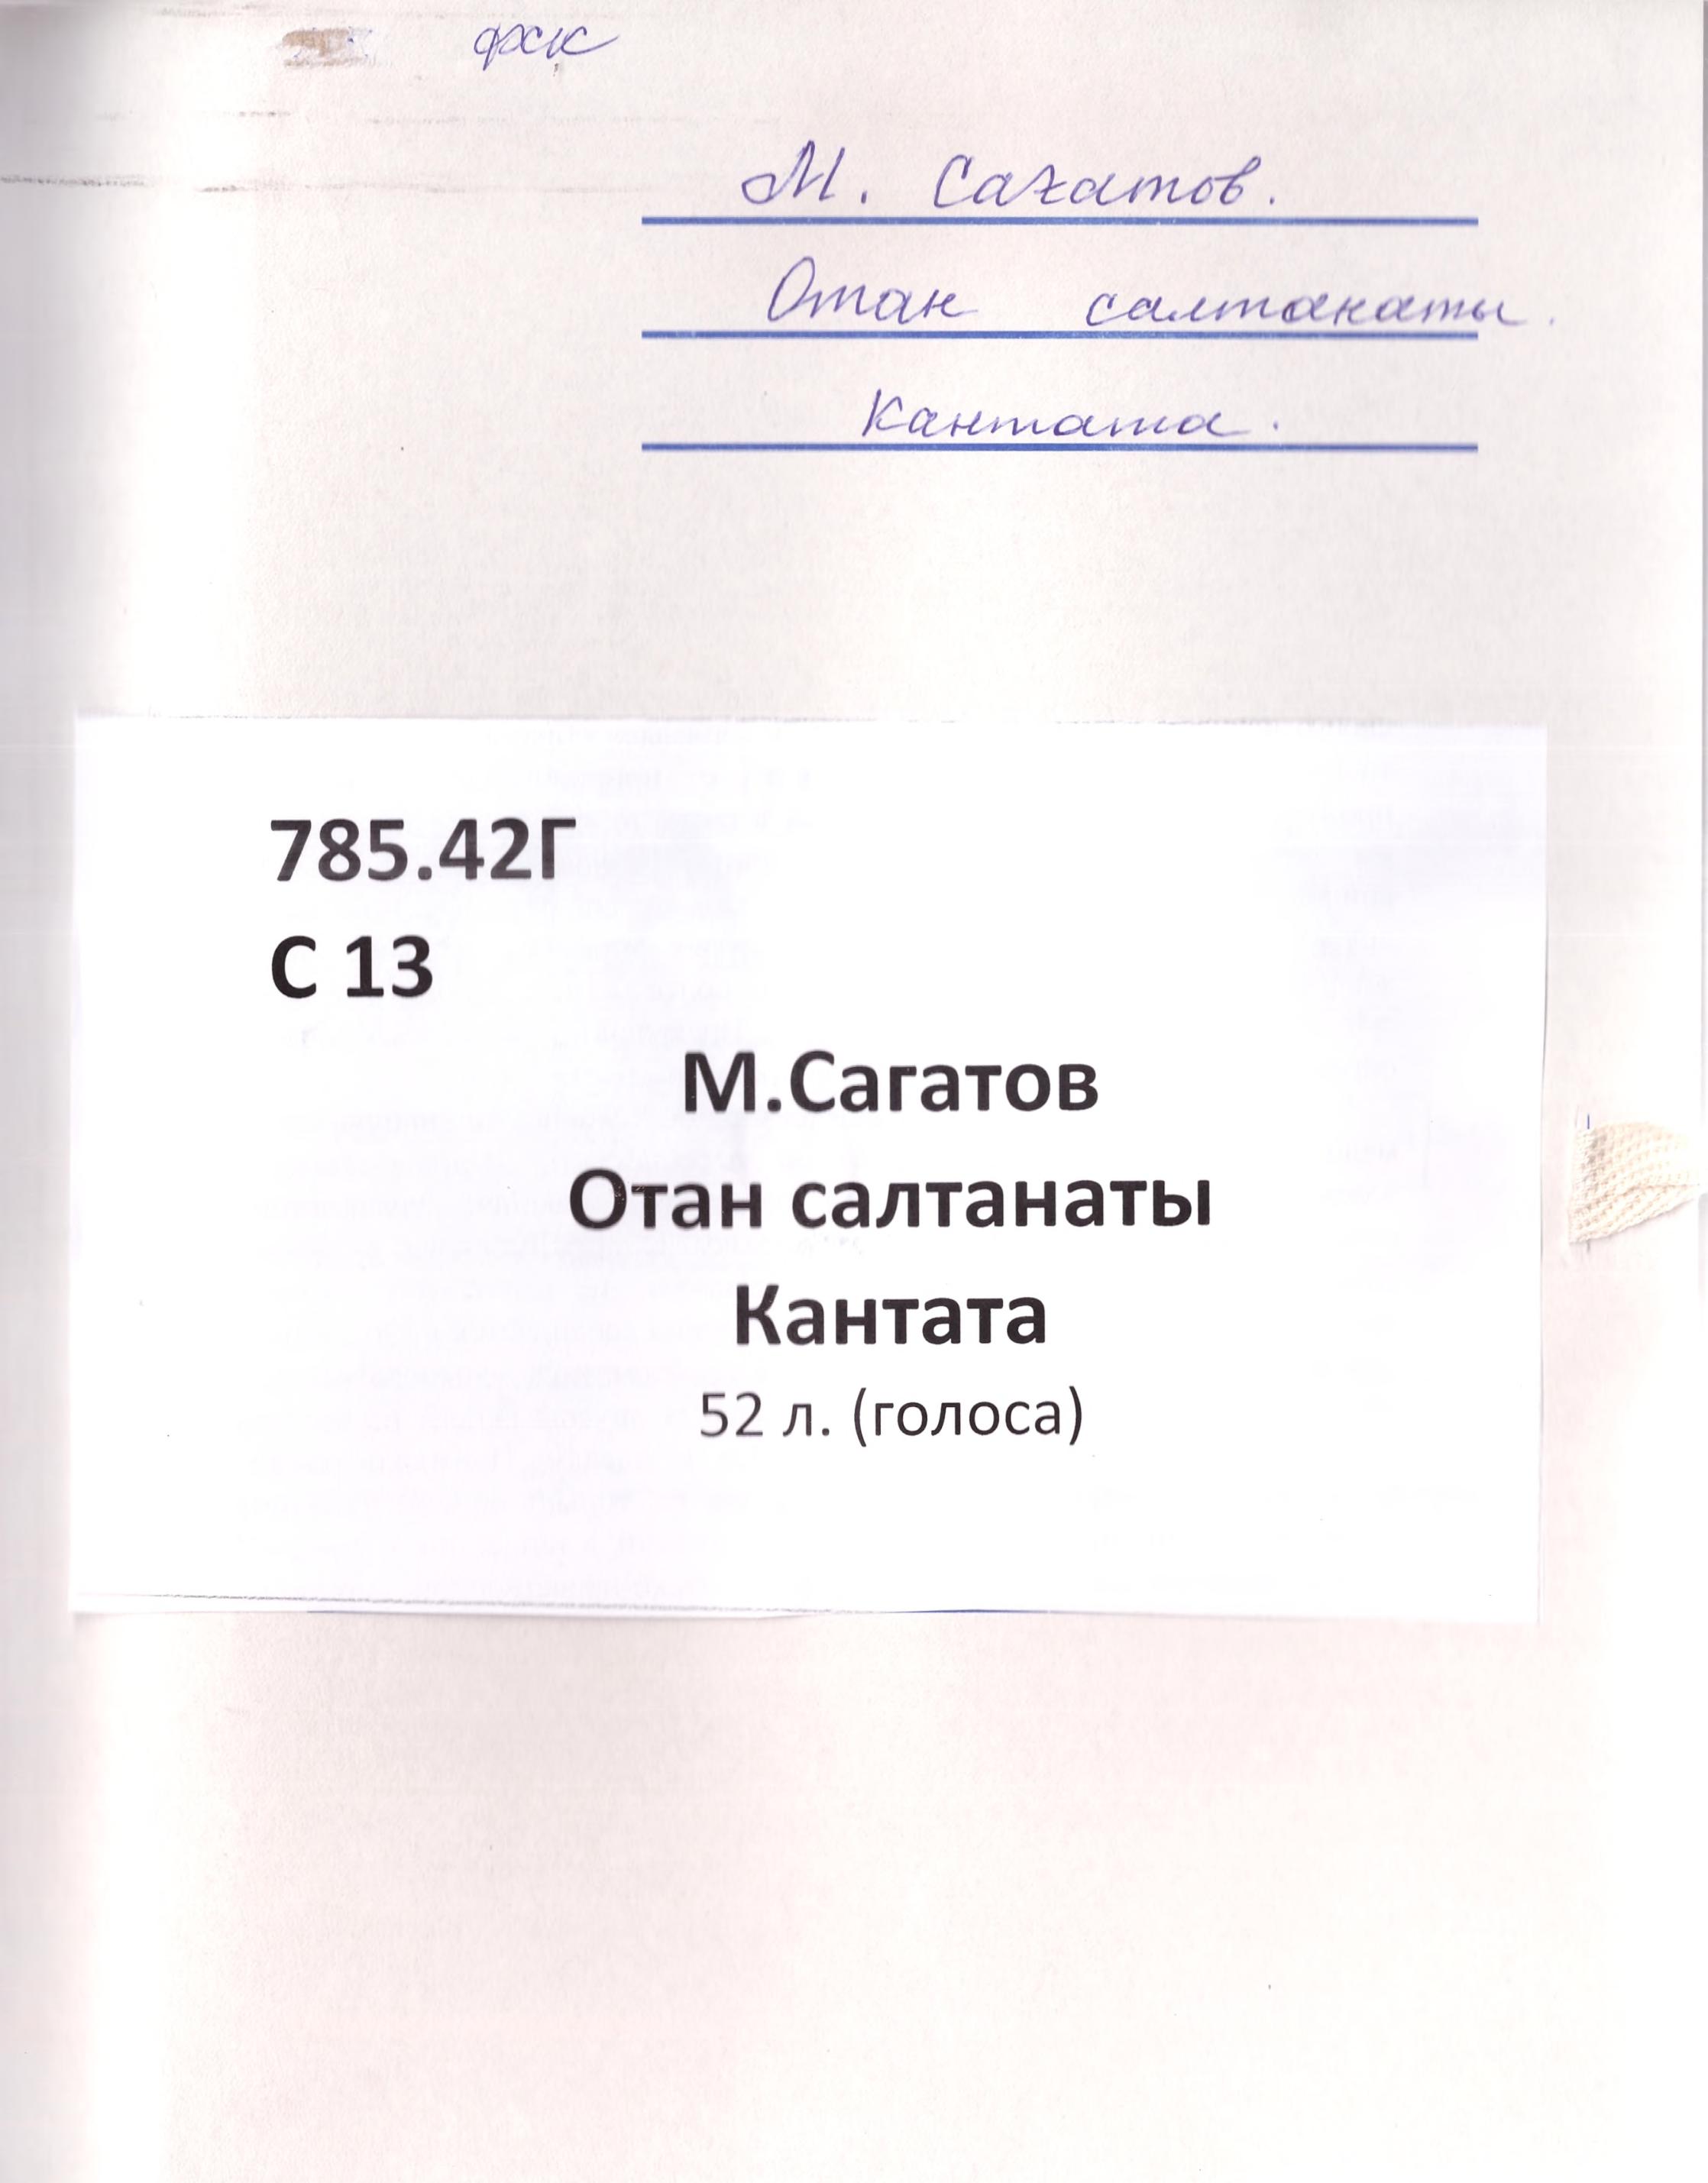 фхк
М. Сагатов.
Отан салтанаты.
Кантата.
785.42Г
С 13
М.Сагатов
Отан салтанаты
Кантата
52 л. (голоса)